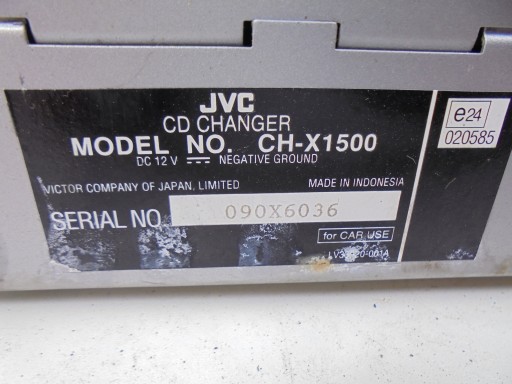 JVC
CD CHANGER
MODEL NO. CH-X1500
DC 12 V NEGATIVE GROUND
VICTOR COMPANY OF JAPAN, LIMITED
MADE IN INDONESIA
SERIAL NO. 090X6036
for CAR USE
e24
020585